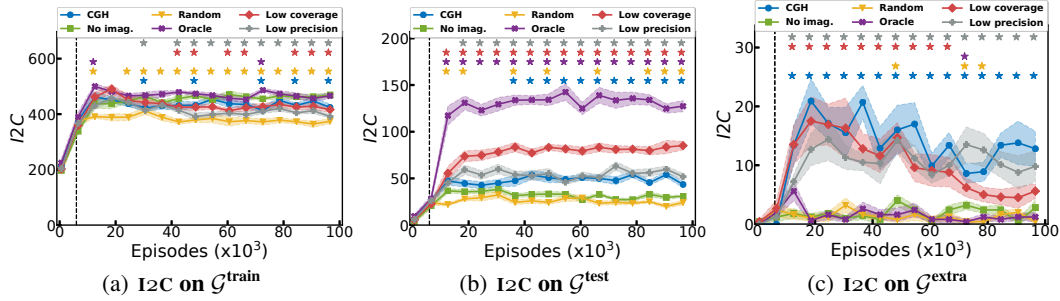 CGH Random Low coverage
No imag. Oracle Low precision
I2C
600
400
200
0
0 20 40 60 80 100
Episodes (x10³)
(a) I2C on 𝒢^train
CGH Random Low coverage
No imag. Oracle Low precision
I2C
200
150
100
50
0
0 20 40 60 80 100
Episodes (x10³)
(b) I2C on 𝒢^test
CGH Random Low coverage
No imag. Oracle Low precision
I2C
30
20
10
0
0 20 40 60 80 100
Episodes (x10³)
(c) I2C on 𝒢^extra